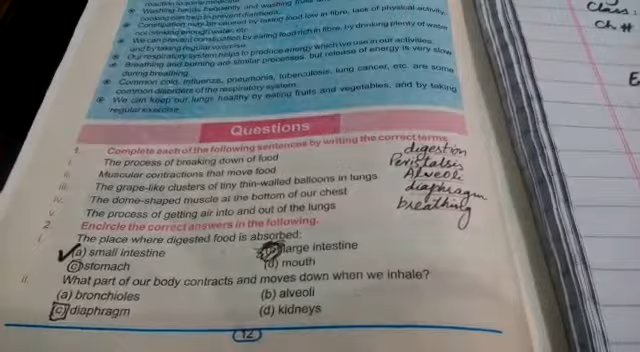 Washing hands frequently and washing fruits
cooking can help to prevent diarrhoea.
Constipation may be caused by taking food low in fibre, lack of physical activity,
not drinking enough water, etc.
We can prevent constipation by eating food rich in fibre, by drinking plenty of water
and by taking regular exercise.
Our respiratory system helps to produce energy which we use in our activities.
Breathing and burning are similar processes, but release of energy is very slow
during breathing.
Common cold, influenza, pneumonia, tuberculosis, lung cancer, etc. are some
common disorders of the respiratory system.
We can keep our lungs healthy by eating fruits and vegetables, and by taking
regular exercise.
Questions
1. Complete each of the following sentences by writing the correct terms.
i. The process of breaking down of food digestion
ii. Muscular contractions that move food Peristalsis
iii. The grape-like clusters of tiny thin-walled balloons in lungs Alveoli
iv. The dome-shaped muscle at the bottom of our chest diaphragm
v. The process of getting air into and out of the lungs breathing
2. Encircle the correct answers in the following.
i. The place where digested food is absorbed:
(a) small intestine large intestine
(c) stomach (d) mouth
ii. What part of our body contracts and moves down when we inhale?
(a) bronchioles (b) alveoli
(c) diaphragm (d) kidneys
12
Class:
Ch #
E